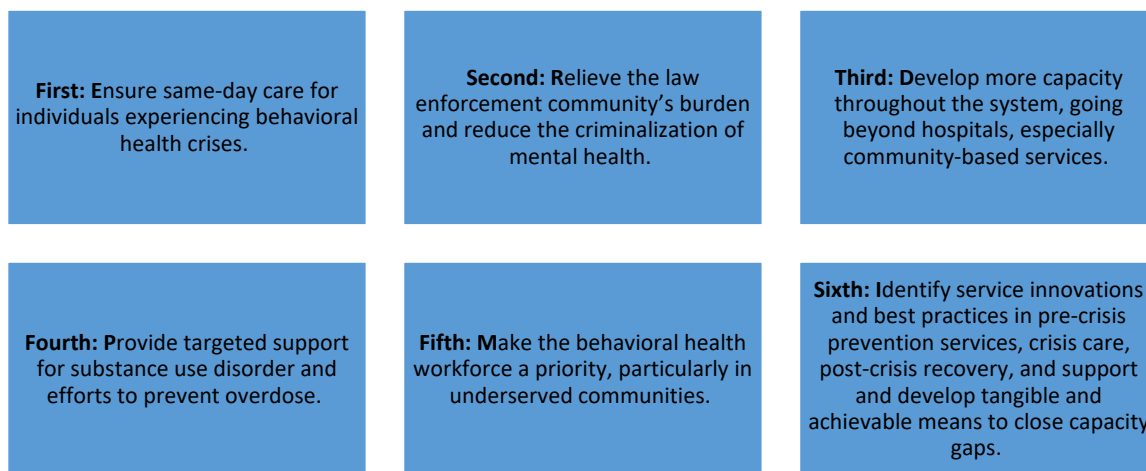 First: Ensure same-day care for
individuals experiencing behavioral
health crises.
Second: Relieve the law
enforcement community’s burden
and reduce the criminalization of
mental health.
Third: Develop more capacity
throughout the system, going
beyond hospitals, especially
community-based services.
Fourth: Provide targeted support
for substance use disorder and
efforts to prevent overdose.
Fifth: Make the behavioral health
workforce a priority, particularly in
underserved communities.
Sixth: Identify service innovations
and best practices in pre-crisis
prevention services, crisis care,
post-crisis recovery, and support
and develop tangible and
achievable means to close capacity
gaps.